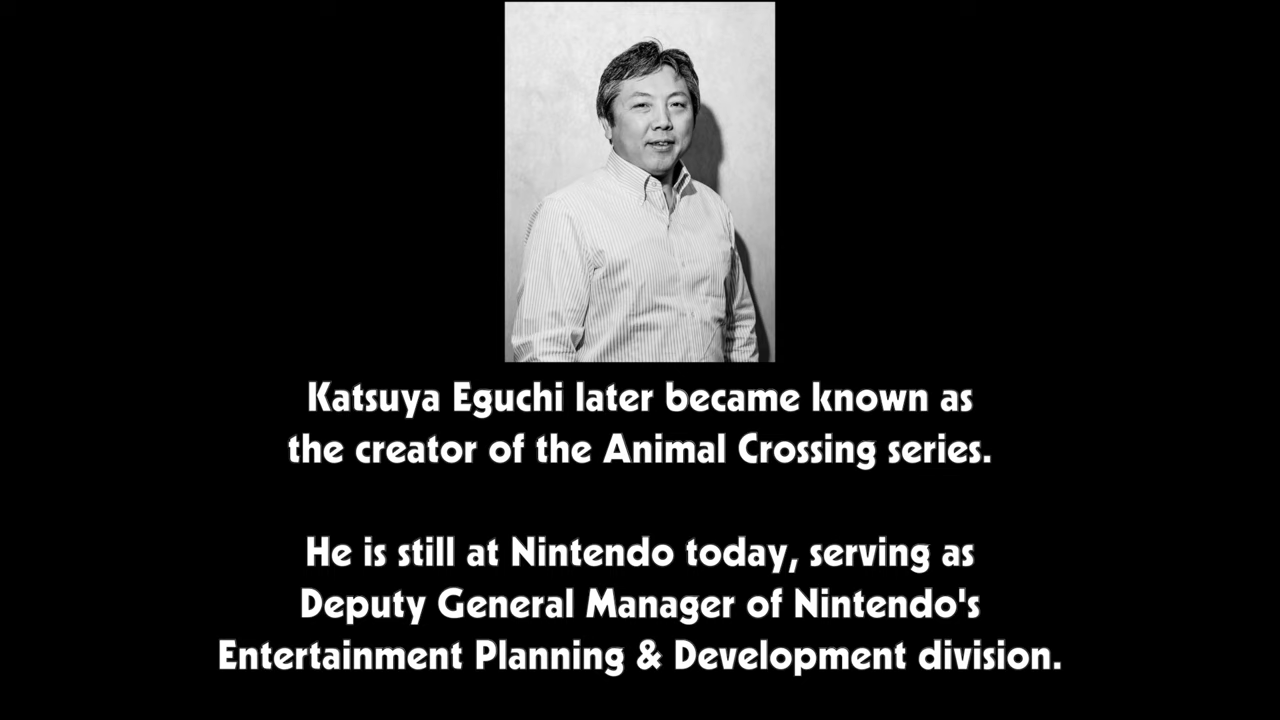 Katsuya Eguchi later became known as
the creator of the Animal Crossing series.
He is still at Nintendo today, serving as
Deputy General Manager of Nintendo's
Entertainment Planning & Development division.